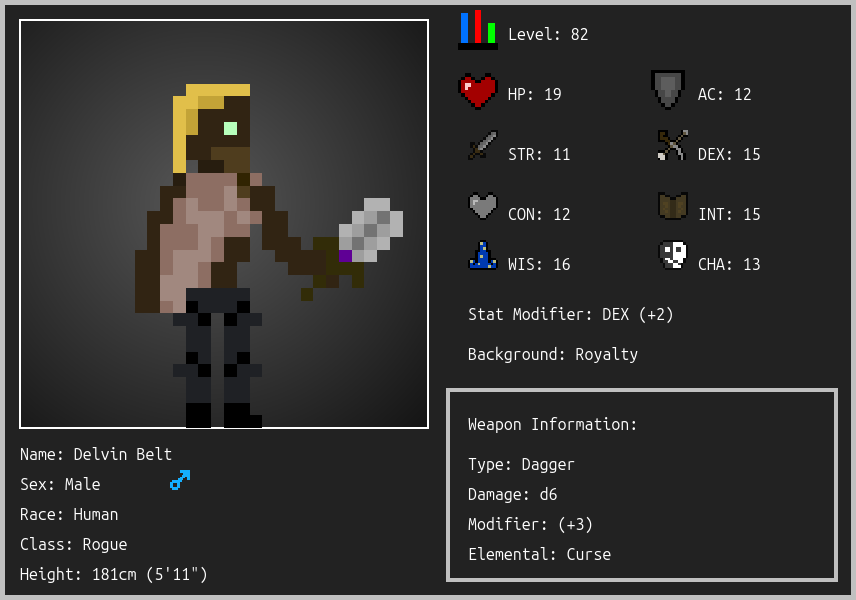 Level: 82
HP: 19
AC: 12
STR: 11
DEX: 15
CON: 12
INT: 15
WIS: 16
CHA: 13
Stat Modifier: DEX (+2)
Background: Royalty
Weapon Information:
Type: Dagger
Damage: d6
Modifier: (+3)
Elemental: Curse
Name: Delvin Belt
Sex: Male
Race: Human
Class: Rogue
Height: 181cm (5'11")